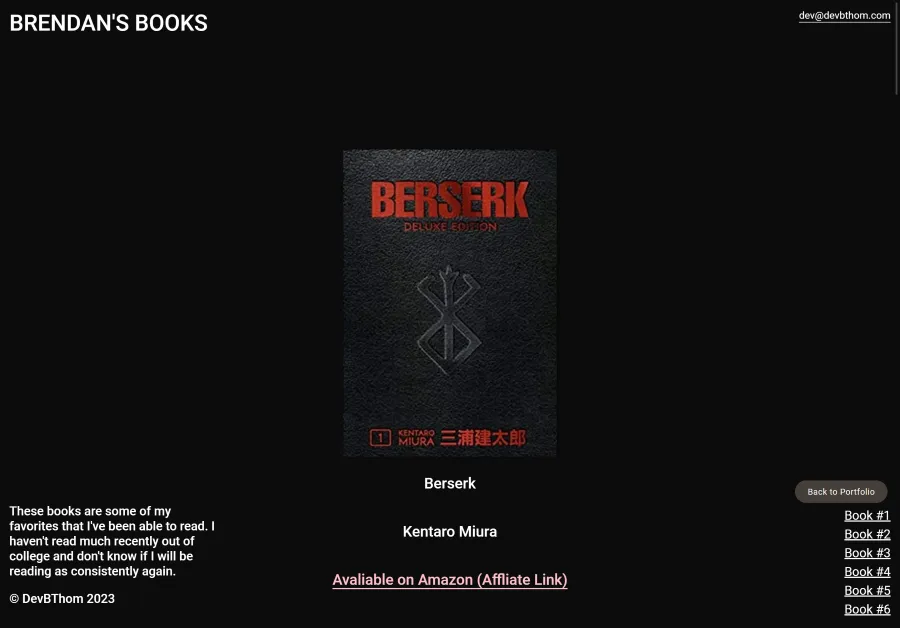 BRENDAN'S BOOKS
dev@devbthom.com
BERSERK
DELUXE EDITION
1
KENTARO
MIURA 三浦建太郎
Berserk
Kentaro Miura
Avaliable on Amazon (Affliate Link)
These books are some of my
favorites that I've been able to read. I
haven't read much recently out of
college and don't know if I will be
reading as consistently again.
© DevBThom 2023
Back to Portfolio
Book #1
Book #2
Book #3
Book #4
Book #5
Book #6